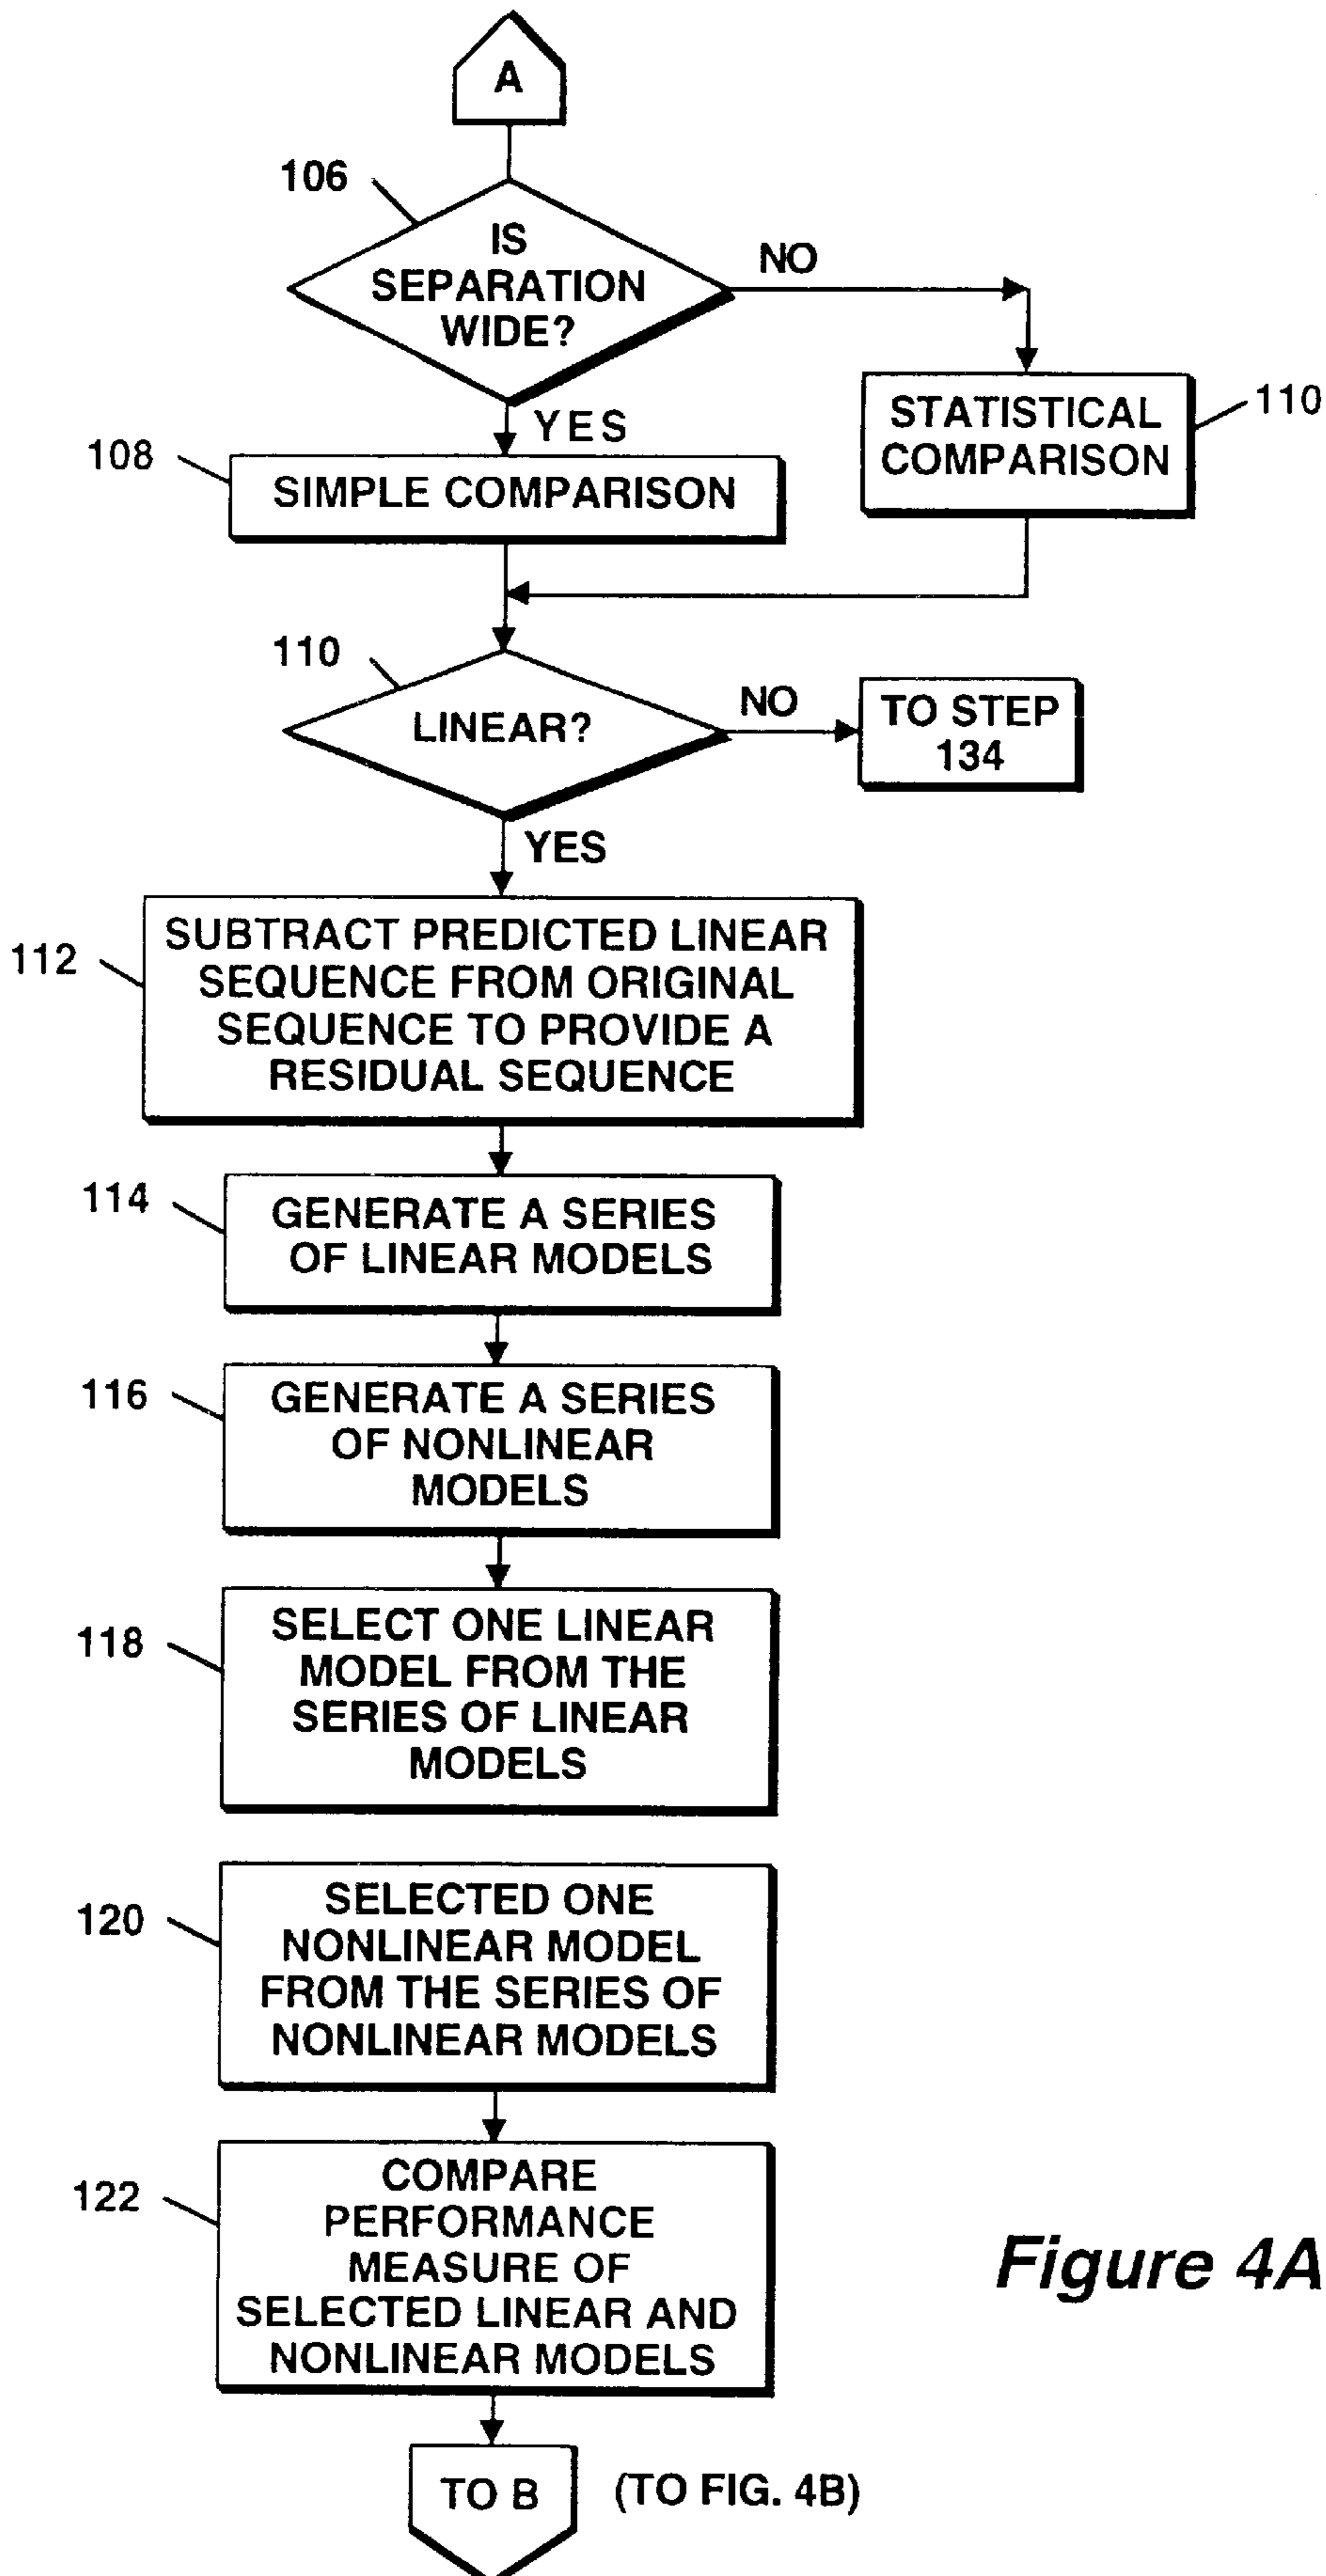 A
106
IS
SEPARATION
WIDE?
NO
YES
STATISTICAL
COMPARISON
110
108
SIMPLE COMPARISON
110
LINEAR?
NO
TO STEP
134
YES
112
SUBTRACT PREDICTED LINEAR
SEQUENCE FROM ORIGINAL
SEQUENCE TO PROVIDE A
RESIDUAL SEQUENCE
114
GENERATE A SERIES
OF LINEAR MODELS
116
GENERATE A SERIES
OF NONLINEAR
MODELS
118
SELECT ONE LINEAR
MODEL FROM THE
SERIES OF LINEAR
MODELS
120
SELECTED ONE
NONLINEAR MODEL
FROM THE SERIES OF
NONLINEAR MODELS
122
COMPARE
PERFORMANCE
MEASURE OF
SELECTED LINEAR AND
NONLINEAR MODELS
Figure 4A
TO B
(TO FIG. 4B)